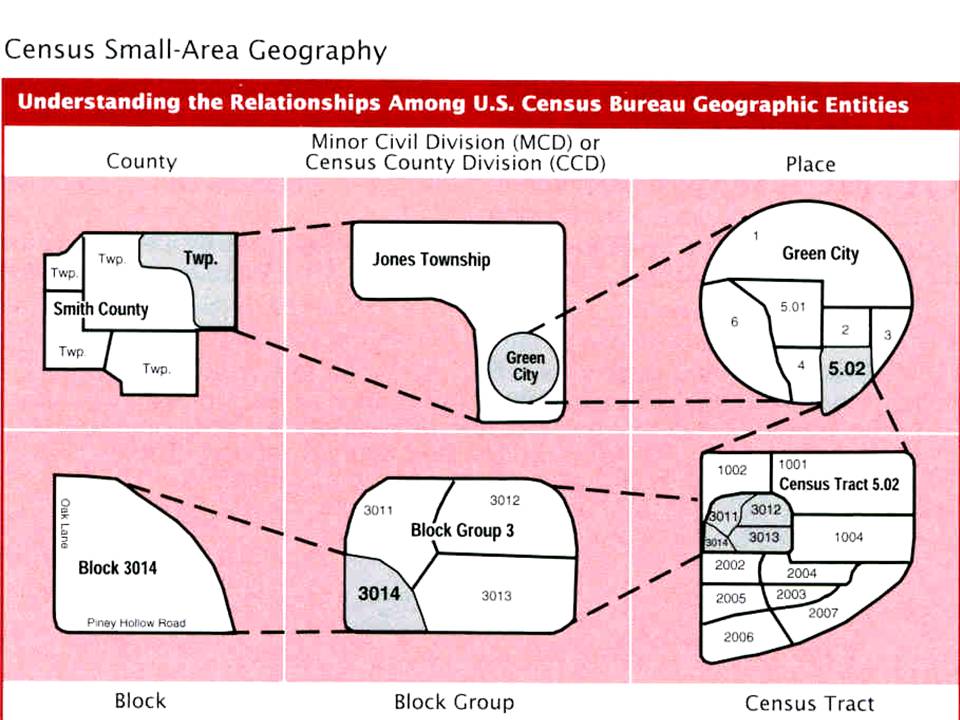 Census Small-Area Geography
Understanding the Relationships Among U.S. Census Bureau Geographic Entities
County
Minor Civil Division (MCD) or
Census County Division (CCD)
Place
Twp.
Twp.
Twp.
Smith County
Twp.
Twp.
Jones Township
Green
City
1
Green City
5.01
6
2
3
4
5.02
Oak Lane
Block 3014
Piney Hollow Road
3011
3012
Block Group 3
3014
3013
1002
1001
Census Tract 5.02
3011
3012
3014
3013
1004
2002
2004
2005
2003
2007
2006
Block
Block Group
Census Tract